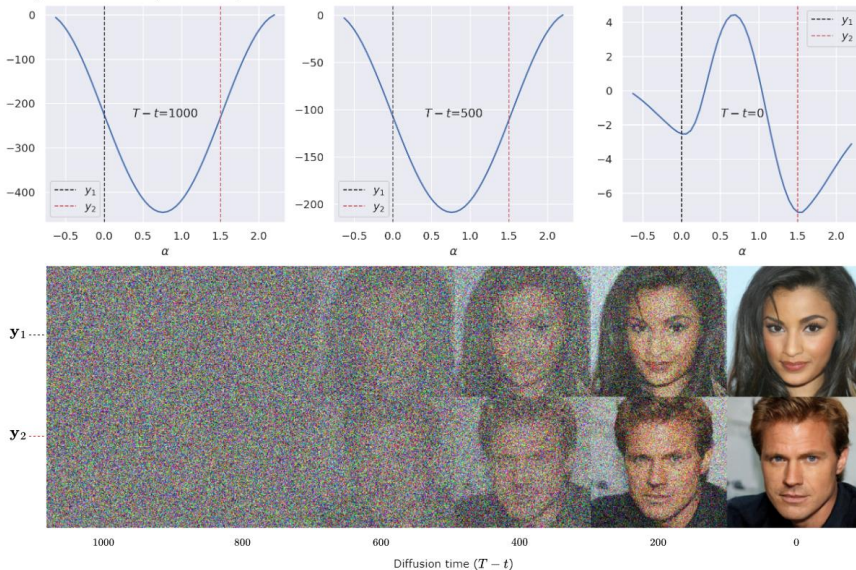 0
−100
−200
−300
−400
−0.5 0.0 0.5 1.0 1.5 2.0
α
T − t=1000
y₁
y₂
0
−50
−100
−150
−200
−0.5 0.0 0.5 1.0 1.5 2.0
α
T − t=500
y₁
y₂
4
2
0
−2
−4
−6
−0.5 0.0 0.5 1.0 1.5 2.0
α
T − t=0
y₁
y₂
y₁
y₂
1000 800 600 400 200 0
Diffusion time (T − t)